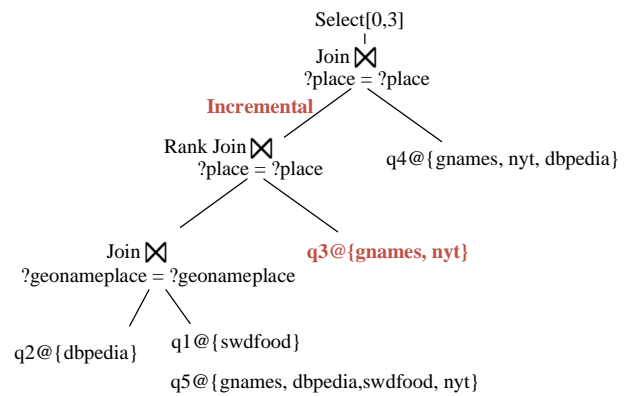 Select[0,3]
Join ⋈
?place = ?place
Incremental
Rank Join ⋈
?place = ?place
q4@{gnames, nyt, dbpedia}
Join ⋈
?geonameplace = ?geonameplace
q3@{gnames, nyt}
q2@{dbpedia}
q1@{swdfood}
q5@{gnames, dbpedia,swdfood, nyt}